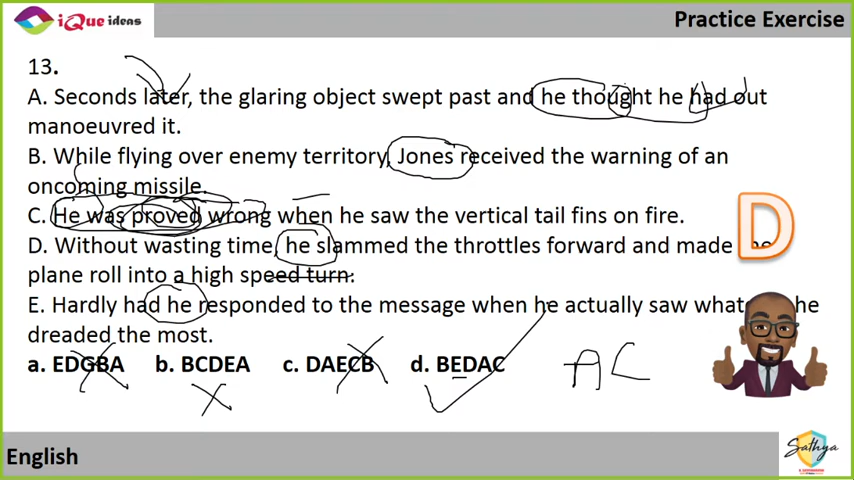 iQue ideas
Practice Exercise
13.
A. Seconds later, the glaring object swept past and he thought he had out
manoeuvred it.
B. While flying over enemy territory, Jones received the warning of an
oncoming missile.
C. He was proved wrong when he saw the vertical tail fins on fire.
D. Without wasting time, he slammed the throttles forward and made
plane roll into a high speed turn.
E. Hardly had he responded to the message when he actually saw he
dreaded the most.
a. EDGBA b. BCDEA c. DAECB d. BEDAC
AC
D
English
Sathya